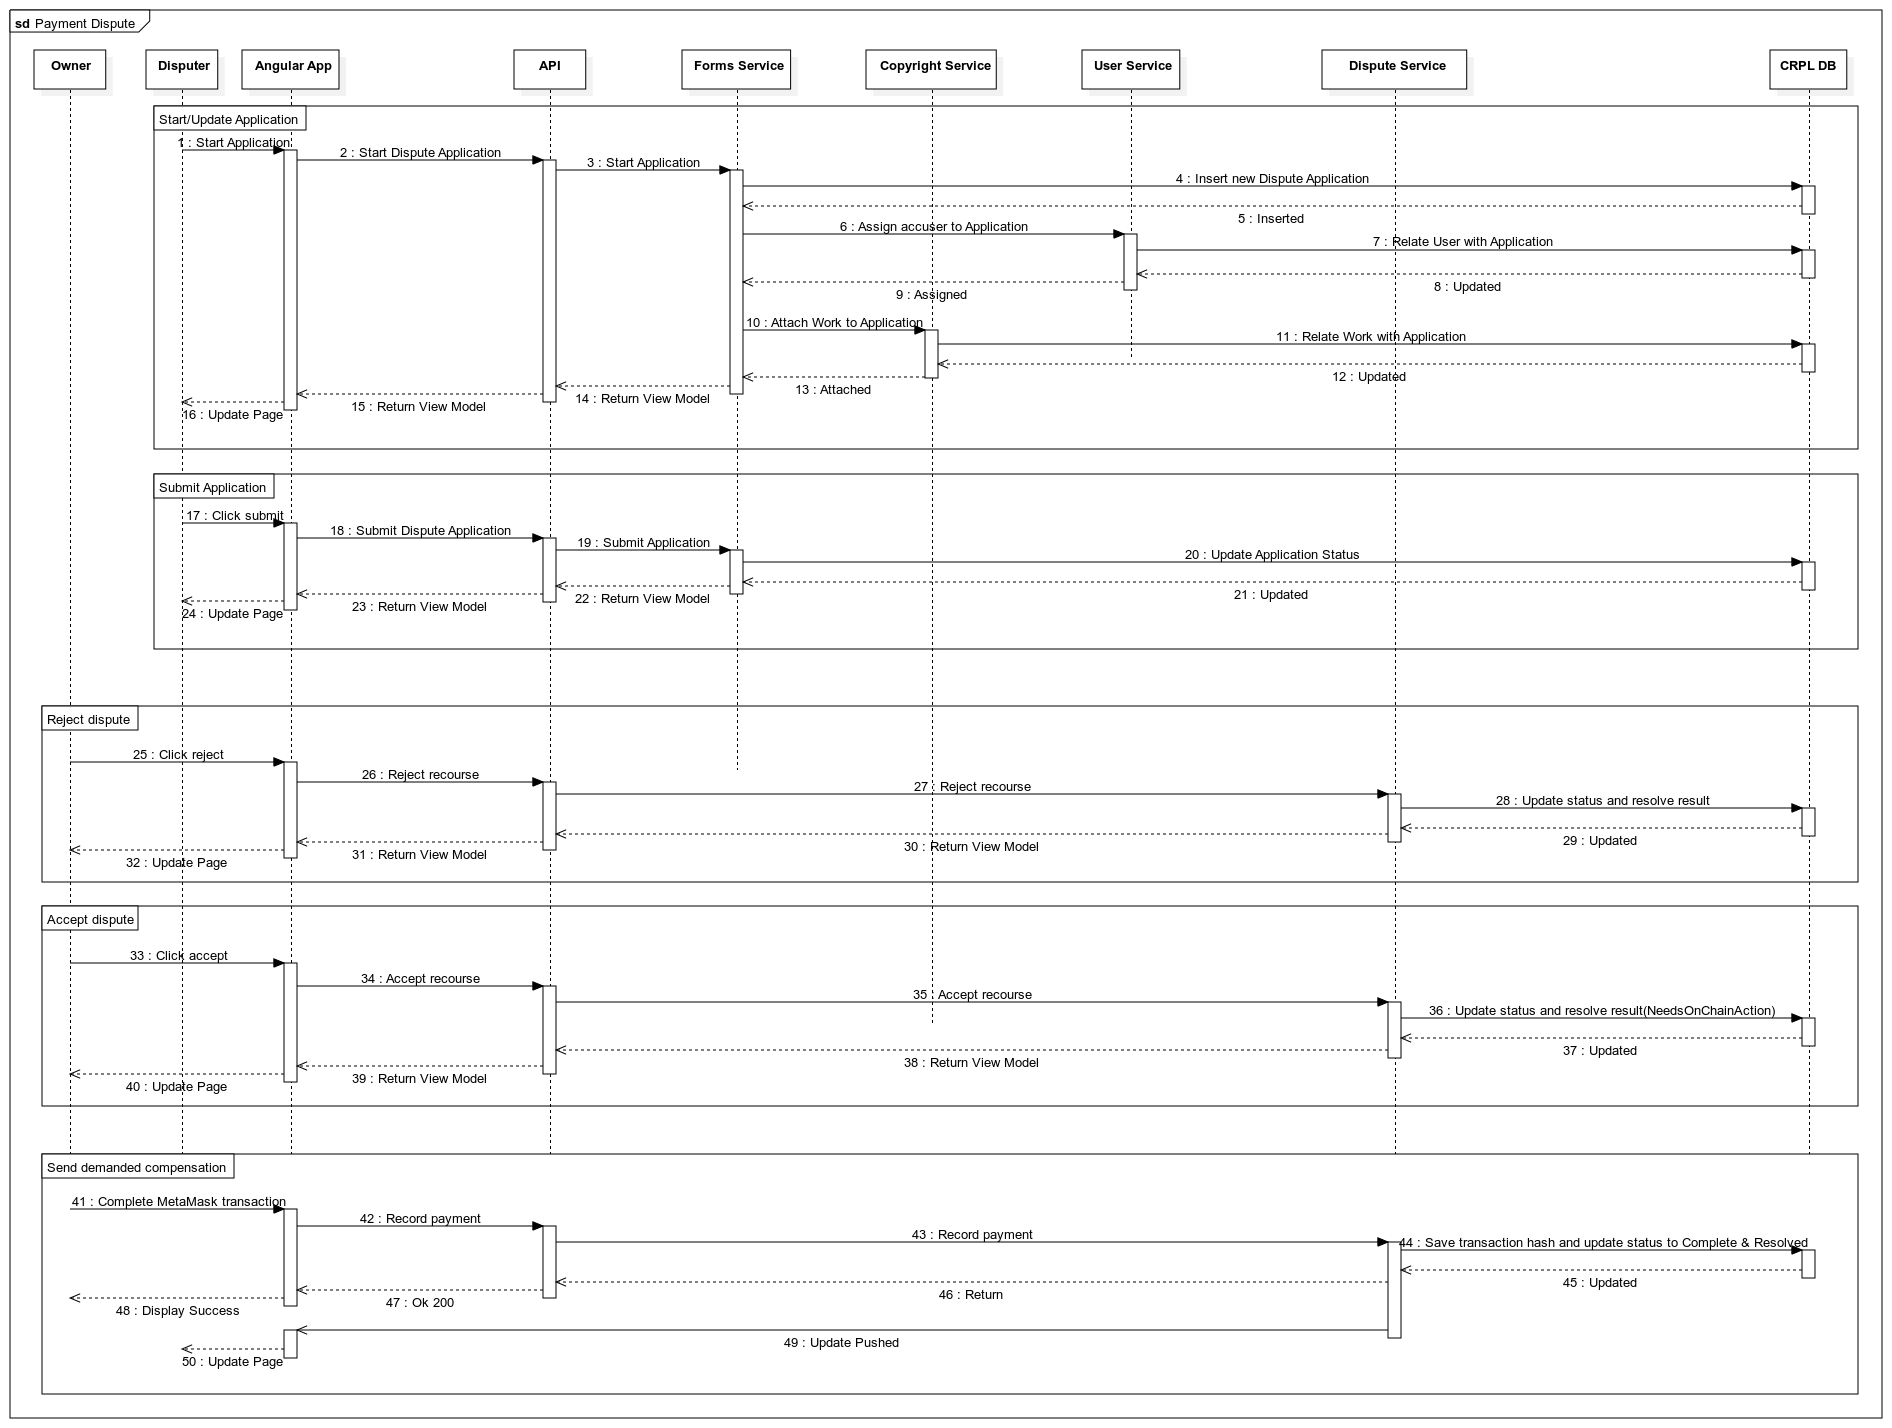 sd Payment Dispute
Owner
Disputer
Angular App
API
Forms Service
Copyright Service
User Service
Dispute Service
CRPL DB
Start/Update Application
1 : Start Application
2 : Start Dispute Application
3 : Start Application
4 : Insert new Dispute Application
5 : Inserted
6 : Assign accuser to Application
7 : Relate User with Application
8 : Updated
9 : Assigned
10 : Attach Work to Application
11 : Relate Work with Application
12 : Updated
13 : Attached
14 : Return View Model
15 : Return View Model
16 : Update Page
Submit Application
17 : Click submit
18 : Submit Dispute Application
19 : Submit Application
20 : Update Application Status
21 : Updated
22 : Return View Model
23 : Return View Model
24 : Update Page
Reject dispute
25 : Click reject
26 : Reject recourse
27 : Reject recourse
28 : Update status and resolve result
29 : Updated
30 : Return View Model
31 : Return View Model
32 : Update Page
Accept dispute
33 : Click accept
34 : Accept recourse
35 : Accept recourse
36 : Update status and resolve result(NeedsOnChainAction)
37 : Updated
38 : Return View Model
39 : Return View Model
40 : Update Page
Send demanded compensation
41 : Complete MetaMask transaction
42 : Record payment
43 : Record payment
44 : Save transaction hash and update status to Complete & Resolved
45 : Updated
46 : Return
47 : Ok 200
48 : Display Success
49 : Update Pushed
50 : Update Page